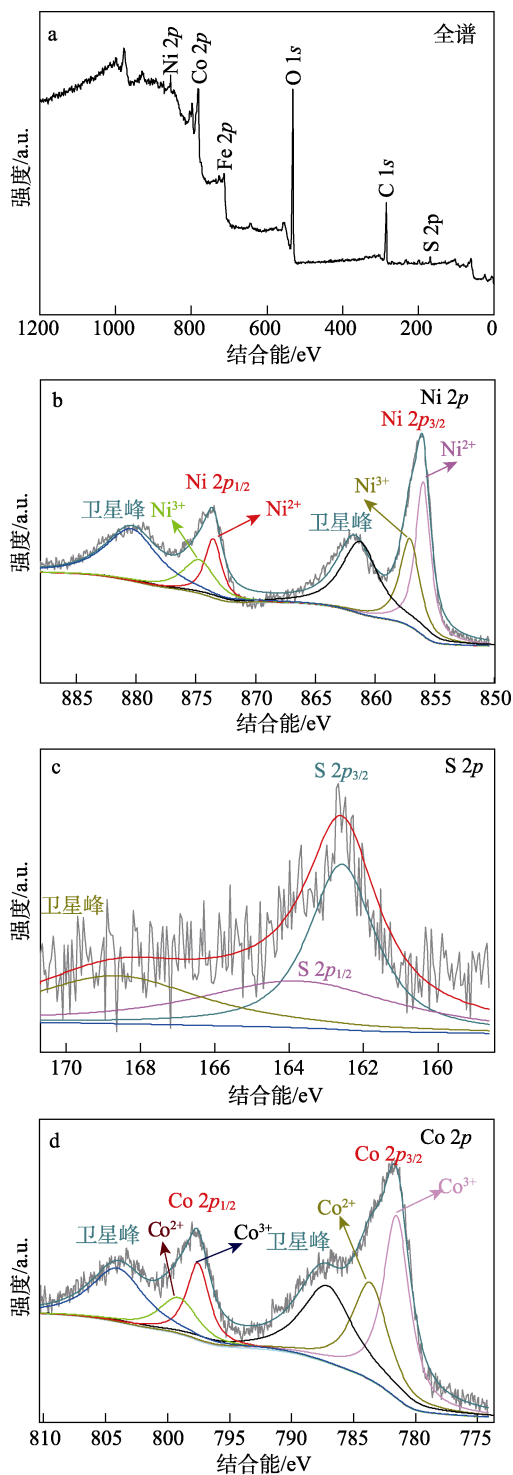 a
全谱
Ni 2p
Co 2p
Fe 2p
O 1s
C 1s
S 2p
强度/a.u.
1200 1000 800 600 400 200 0
结合能/eV
b
Ni 2p
Ni 2p3/2
Ni²⁺
Ni³⁺
Ni 2p1/2
卫星峰
Ni³⁺
Ni²⁺
卫星峰
强度/a.u.
885 880 875 870 865 860 855 850
结合能/eV
c
S 2p
S 2p3/2
卫星峰
S 2p1/2
强度/a.u.
170 168 166 164 162 160
结合能/eV
d
Co 2p
Co 2p3/2
Co³⁺
Co 2p1/2
Co²⁺
卫星峰
Co²⁺
Co³⁺
卫星峰
强度/a.u.
810 805 800 795 790 785 780 775
结合能/eV